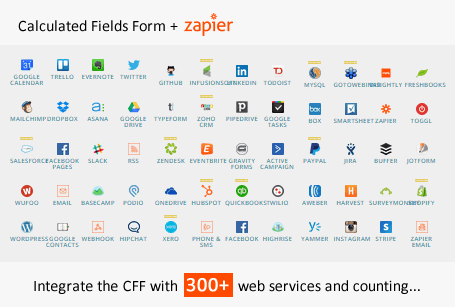 Calculated Fields Form + zapier
GOOGLE CALENDAR TRELLO EVERNOTE TWITTER GITHUB INFUSIONSOFT LINKEDIN TODOIST MYSQL GOTOWEBINAR INSIGHTLY FRESHBOOKS
MAILCHIMP DROPBOX ASANA GOOGLE DRIVE TYPEFORM ZOHO CRM PIPEDRIVE GOOGLE TASKS BOX SMARTSHEET ZAPIER TOGGL
SALESFORCE FACEBOOK PAGES SLACK RSS ZENDESK EVENTBRITE GRAVITY FORMS ACTIVE CAMPAIGN PAYPAL JIRA BUFFER JOTFORM
WUFOO EMAIL BASECAMP PODIO ONEDRIVE HUBSPOT QUICKBOOKS TWILIO AWEBER HARVEST SURVEYMONKEY SHOPIFY
WORDPRESS GOOGLE CONTACTS WEBHOOK HIPCHAT XERO PHONE & SMS FACEBOOK HIGHRISE YAMMER INSTAGRAM STRIPE ZAPIER EMAIL
Integrate the CFF with 300+ web services and counting...